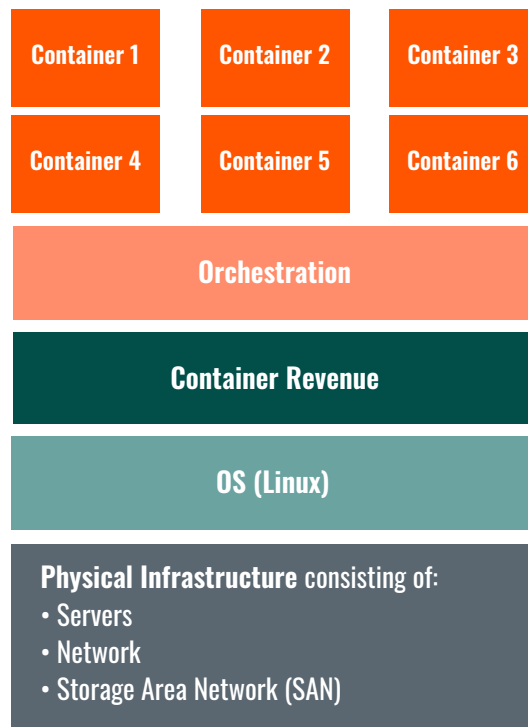 Container 1
Container 2
Container 3
Container 4
Container 5
Container 6
Orchestration
Container Revenue
OS (Linux)
Physical Infrastructure consisting of:
• Servers
• Network
• Storage Area Network (SAN)